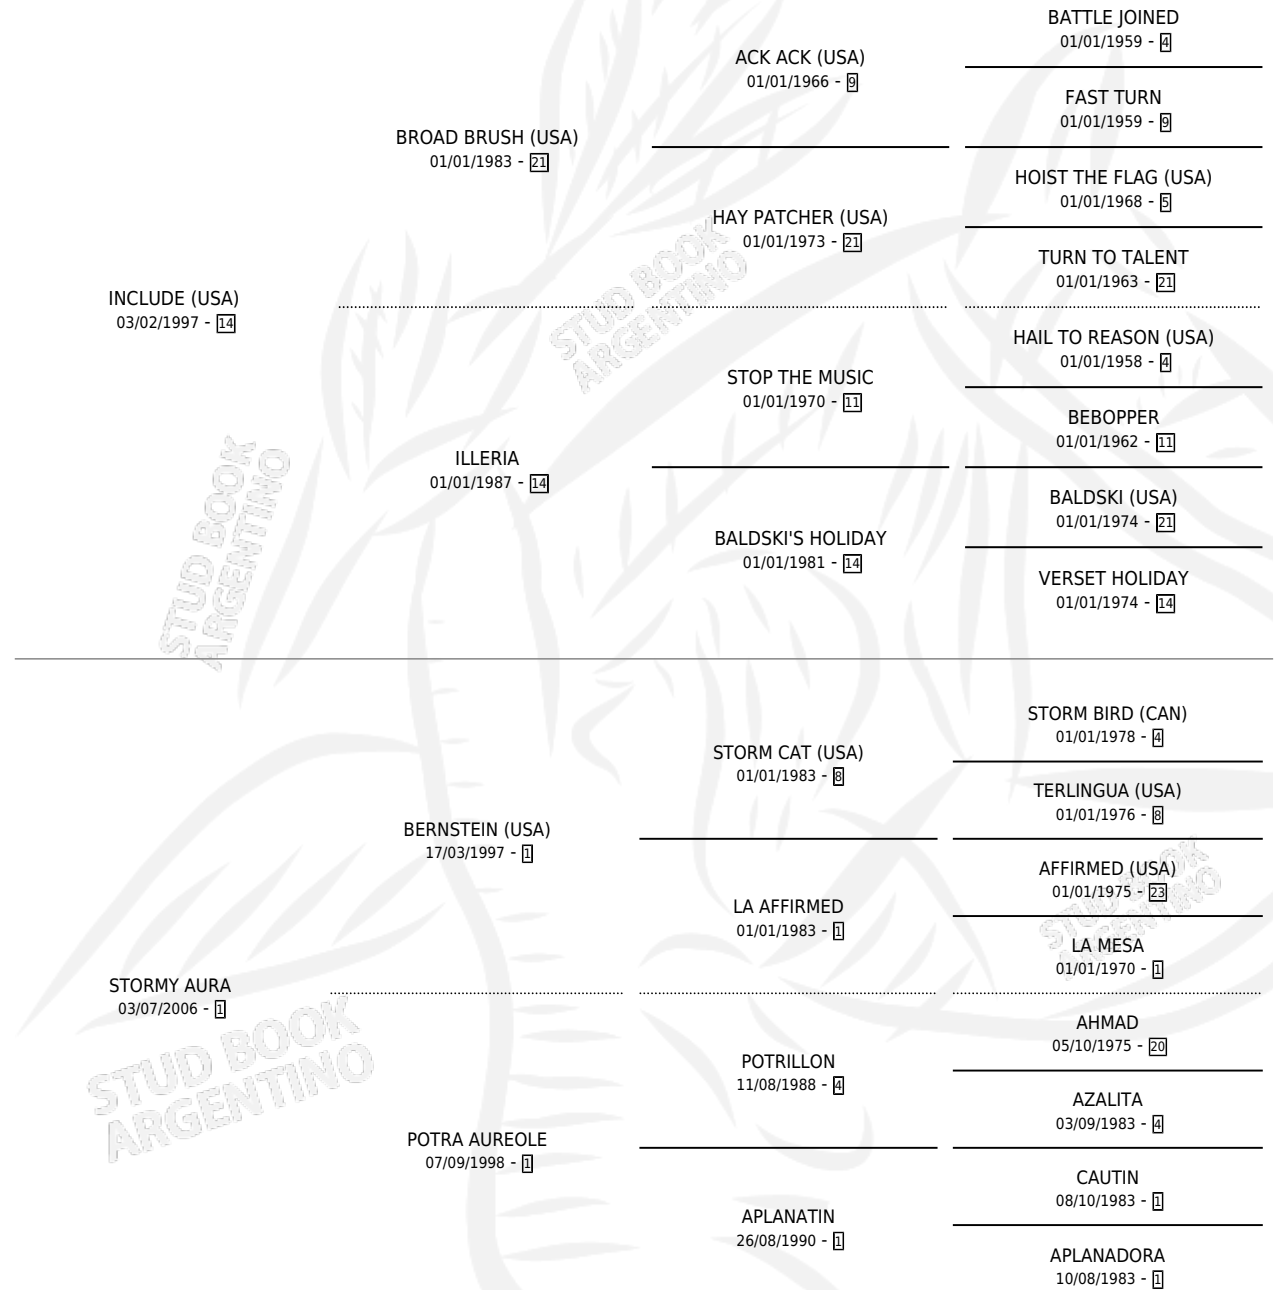 BATTLE JOINED
01/01/1959 - 4
ACK ACK (USA)
01/01/1966 - 9
FAST TURN
01/01/1959 - 9
BROAD BRUSH (USA)
01/01/1983 - 21
HOIST THE FLAG (USA)
01/01/1968 - 5
HAY PATCHER (USA)
01/01/1973 - 21
TURN TO TALENT
01/01/1963 - 21
INCLUDE (USA)
03/02/1997 - 14
HAIL TO REASON (USA)
01/01/1958 - 4
STOP THE MUSIC
01/01/1970 - 11
BEBOPPER
01/01/1962 - 11
ILLERIA
01/01/1987 - 14
BALDSKI (USA)
01/01/1974 - 21
BALDSKI'S HOLIDAY
01/01/1981 - 14
VERSET HOLIDAY
01/01/1974 - 14
STORM BIRD (CAN)
01/01/1978 - 4
STORM CAT (USA)
01/01/1983 - 8
TERLINGUA (USA)
01/01/1976 - 8
BERNSTEIN (USA)
17/03/1997 - 1
AFFIRMED (USA)
01/01/1975 - 23
LA AFFIRMED
01/01/1983 - 1
LA MESA
01/01/1970 - 1
STORMY AURA
03/07/2006 - 1
AHMAD
05/10/1975 - 20
POTRILLON
11/08/1988 - 4
AZALITA
03/09/1983 - 4
POTRA AUREOLE
07/09/1998 - 1
CAUTIN
08/10/1983 - 1
APLANATIN
26/08/1990 - 1
APLANADORA
10/08/1983 - 1
STUD BOOK
ARGENTINO
STUD BOOK
ARGENTINO
STUD BOOK
ARGENTINO
STUD BOOK
ARGENTINO